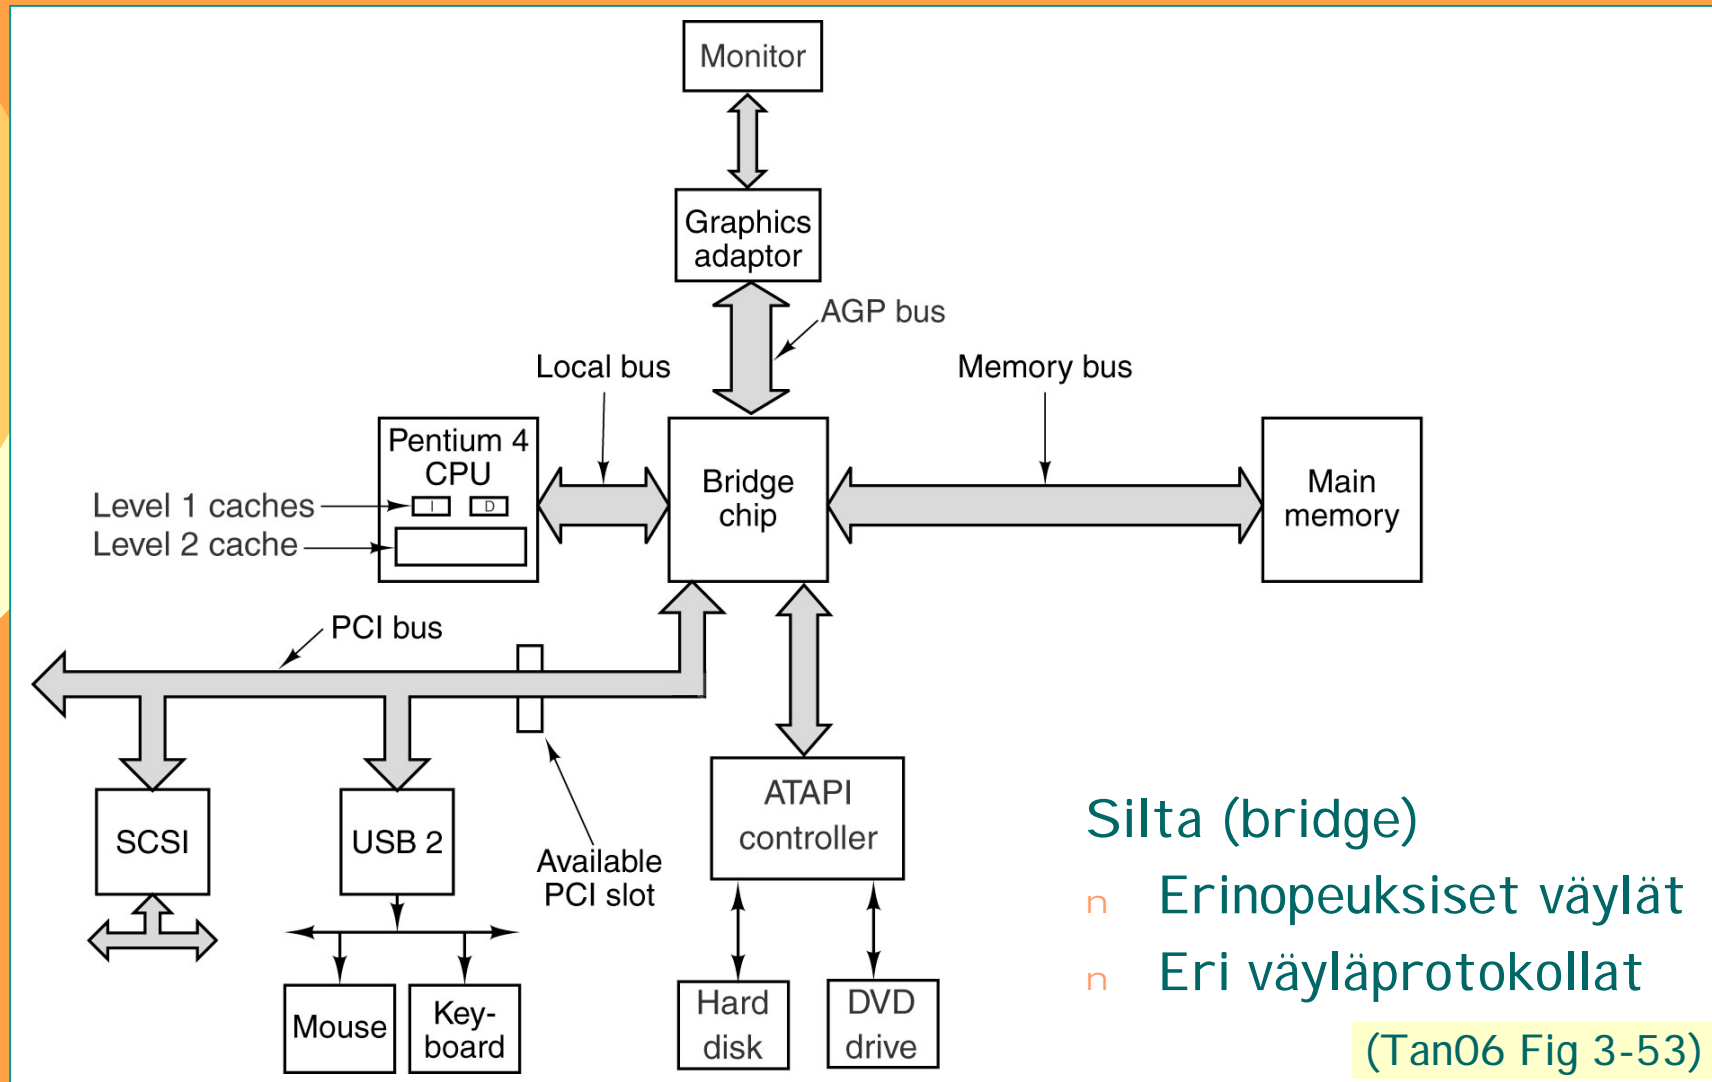 Monitor
Graphics
adaptor
AGP bus
Local bus
Memory bus
Pentium 4
CPU
I D
Level 1 caches
Level 2 cache
Bridge
chip
Main
memory
PCI bus
SCSI
USB 2
Available
PCI slot
ATAPI
controller
Mouse
Key-
board
Hard
disk
DVD
drive
Silta (bridge)
n Erinopeuksiset väylät
n Eri väyläprotokollat
(Tan06 Fig 3-53)